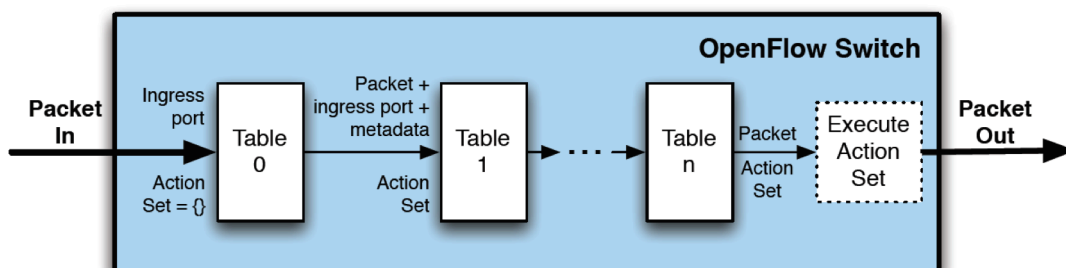 OpenFlow Switch
Packet
In
Ingress
port
Action
Set = {}
Table
0
Packet +
ingress port +
metadata
Action
Set
Table
1
Table
n
Packet
Action
Set
Execute
Action
Set
Packet
Out